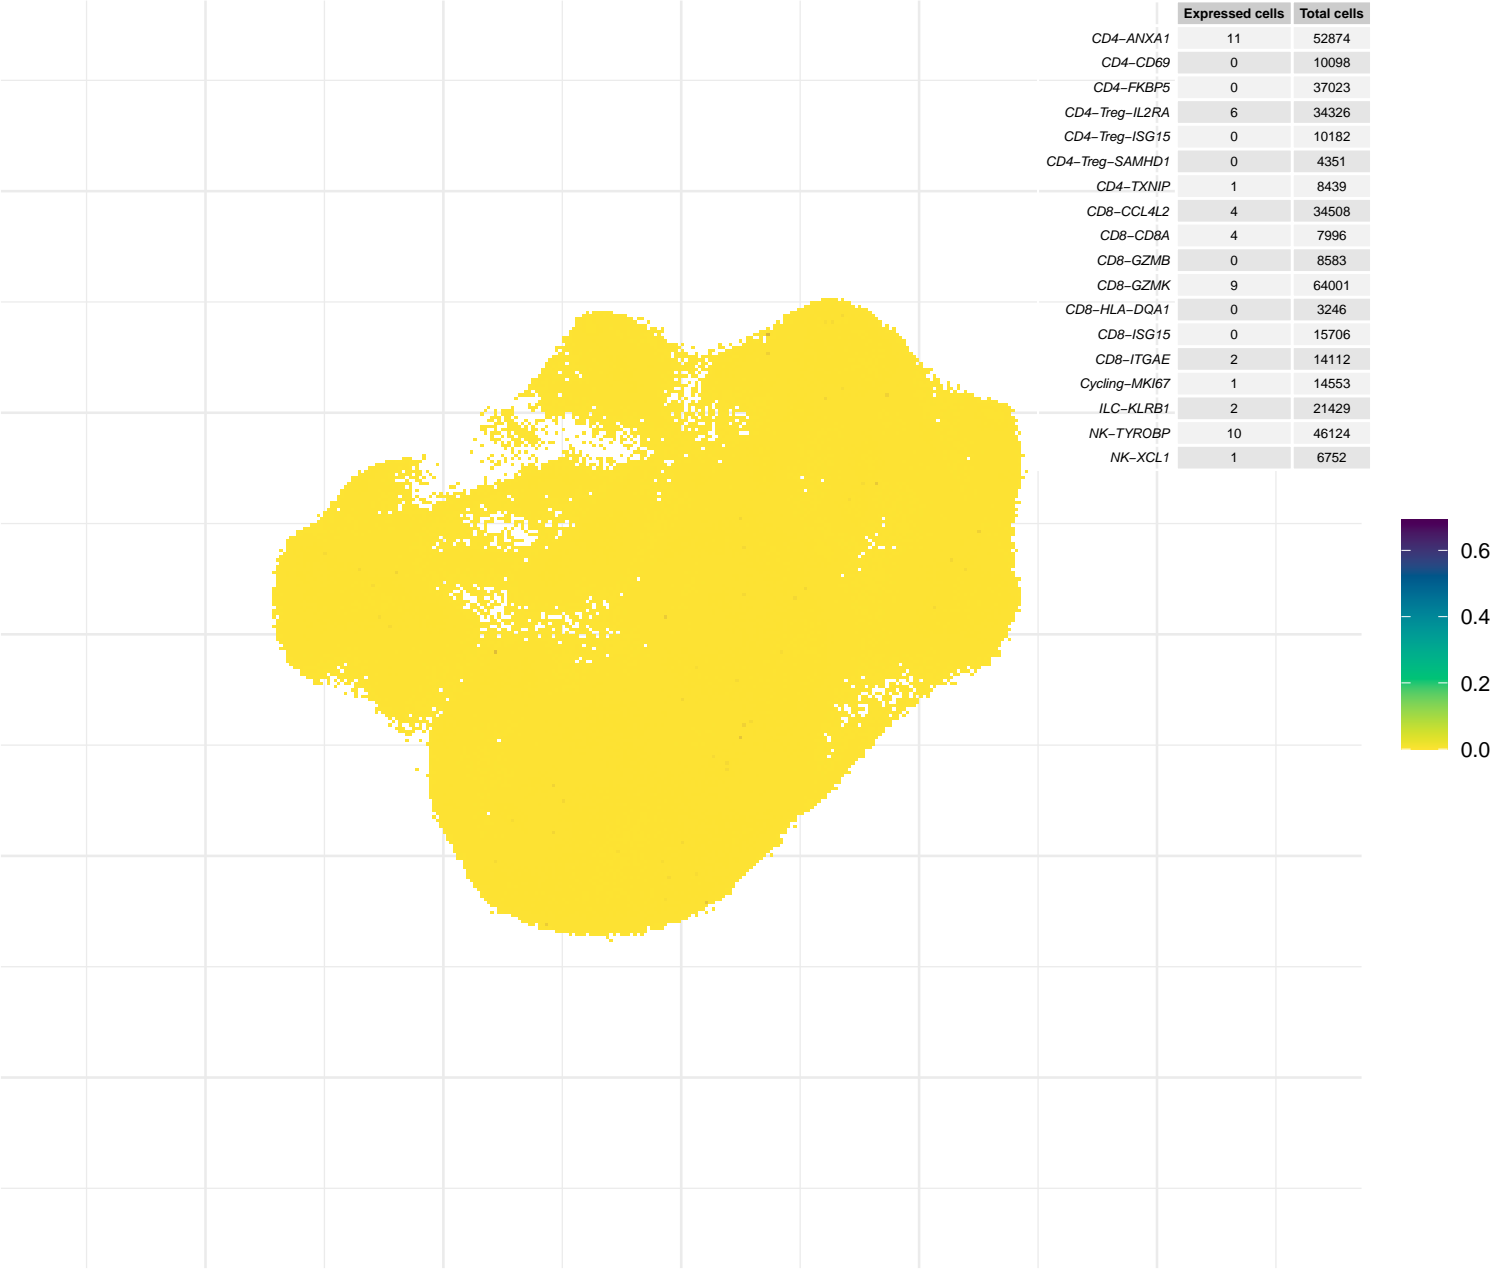 Expressed cells Total cells
CD4−ANXA1 11 52874
CD4−CD69 0 10098
CD4−FKBP5 0 37023
CD4−Treg−IL2RA 6 34326
CD4−Treg−ISG15 0 10182
CD4−Treg−SAMHD1 0 4351
CD4−TXNIP 1 8439
CD8−CCL4L2 4 34508
CD8−CD8A 4 7996
CD8−GZMB 0 8583
CD8−GZMK 9 64001
CD8−HLA−DQA1 0 3246
CD8−ISG15 0 15706
CD8−ITGAE 2 14112
Cycling−MKI67 1 14553
ILC−KLRB1 2 21429
NK−TYROBP 10 46124
NK−XCL1 1 6752
0.6
0.4
0.2
0.0